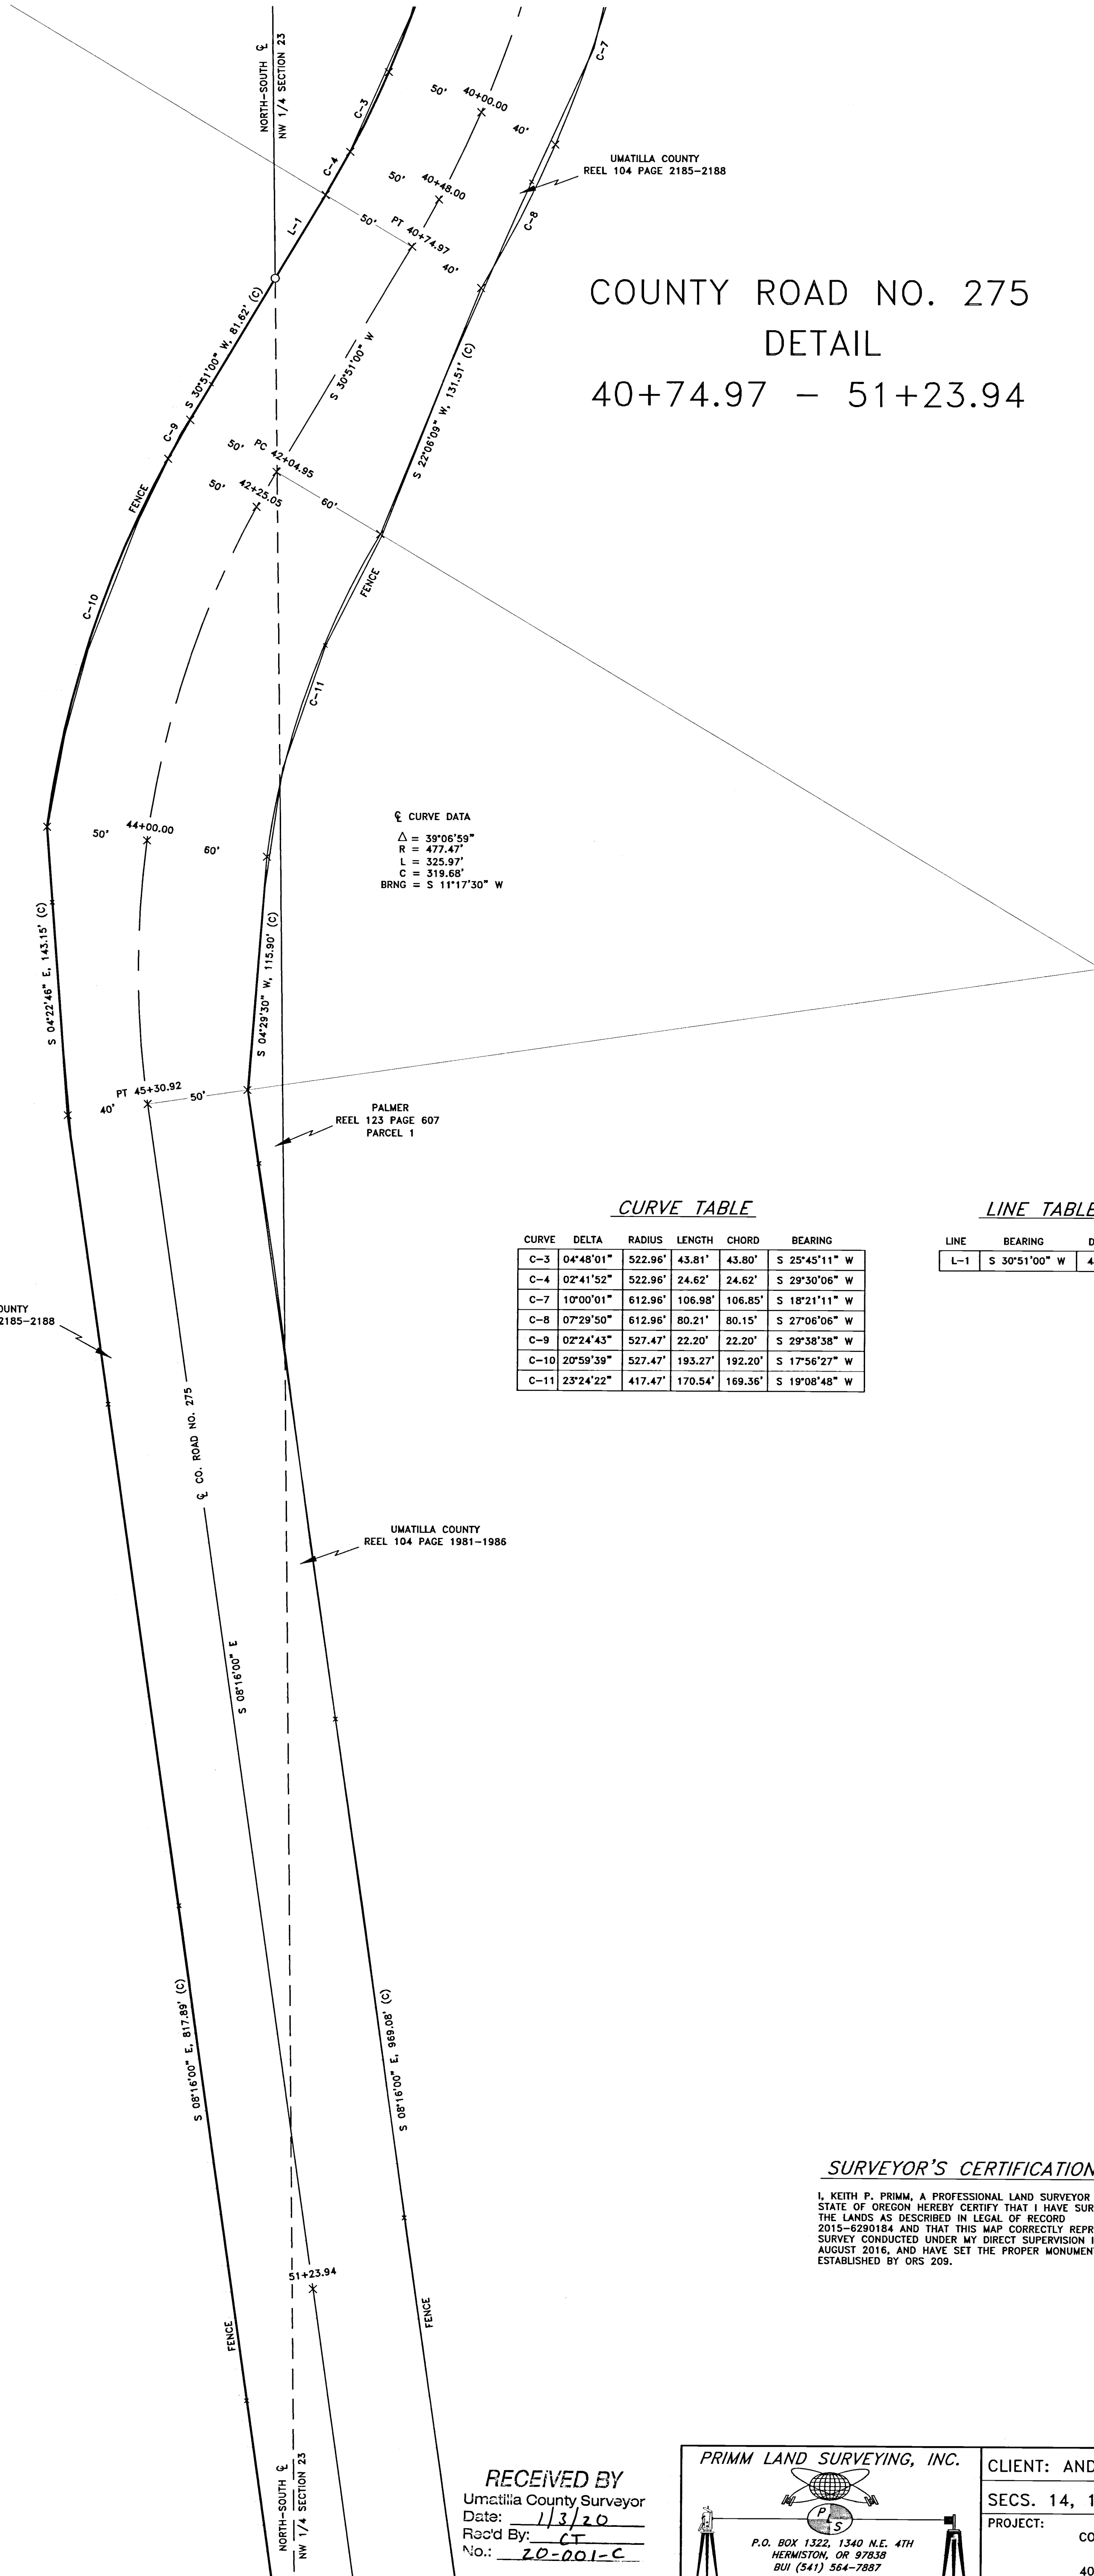 NORTH-SOUTH ℄
NW 1/4 SECTION 23
C-3
C-4
L-1
C-7
50' 40+00.00
40'
50' 40+48.00
50' PT 40+74.97
40'
C-8
UMATILLA COUNTY
REEL 104 PAGE 2185-2188
COUNTY ROAD NO. 275
DETAIL
40+74.97 - 51+23.94
S 30°51'00" W, 81.62' (C)
S 30°51'00" W
S 22°06'09" W, 131.51' (C)
C-9
50' PC 42+04.95
50' 42+25.05
60'
FENCE
FENCE
C-10
C-11
50' 44+00.00
60'
℄ CURVE DATA
Δ = 39°06'59"
R = 477.47'
L = 325.97'
C = 319.68'
BRNG = S 11°17'30" W
S 04°22'46" E, 143.15' (C)
S 04°29'30" W, 115.90' (C)
PT 45+30.92
40' 50'
PALMER
REEL 123 PAGE 607
PARCEL 1
CURVE TABLE
CURVE DELTA RADIUS LENGTH CHORD BEARING
C-3 04°48'01" 522.96' 43.81' 43.80' S 25°45'11" W
C-4 02°41'52" 522.96' 24.62' 24.62' S 29°30'06" W
C-7 10°00'01" 612.96' 106.98' 106.85' S 18°21'11" W
C-8 07°29'50" 612.96' 80.21' 80.15' S 27°06'06" W
C-9 02°24'43" 527.47' 22.20' 22.20' S 29°38'38" W
C-10 20°59'39" 527.47' 193.27' 192.20' S 17°56'27" W
C-11 23°24'22" 417.47' 170.54' 169.36' S 19°08'48" W
LINE TABLE
LINE BEARING D
L-1 S 30°51'00" W 4
OUNTY
2185-2188
℄ CO. ROAD NO. 275
UMATILLA COUNTY
REEL 104 PAGE 1981-1986
S 08°16'00" E
S 08°16'00" E, 817.89' (C)
S 08°16'00" E, 969.08' (C)
51+23.94
FENCE
FENCE
NORTH-SOUTH ℄
NW 1/4 SECTION 23
SURVEYOR'S CERTIFICATION
I, KEITH P. PRIMM, A PROFESSIONAL LAND SURVEYOR
STATE OF OREGON HEREBY CERTIFY THAT I HAVE SUR
THE LANDS AS DESCRIBED IN LEGAL OF RECORD
2015-6290184 AND THAT THIS MAP CORRECTLY REPR
SURVEY CONDUCTED UNDER MY DIRECT SUPERVISION I
AUGUST 2016, AND HAVE SET THE PROPER MONUMEN
ESTABLISHED BY ORS 209.
RECEIVED BY
Umatilla County Surveyor
Date: 1/3/20
Rec'd By: CT
No.: 20-001-C
PRIMM LAND SURVEYING, INC.
P L S
P.O. BOX 1322, 1340 N.E. 4TH
HERMISTON, OR 97838
BUI (541) 564-7887
CLIENT: AND
SECS. 14, 1
PROJECT:
CO
40